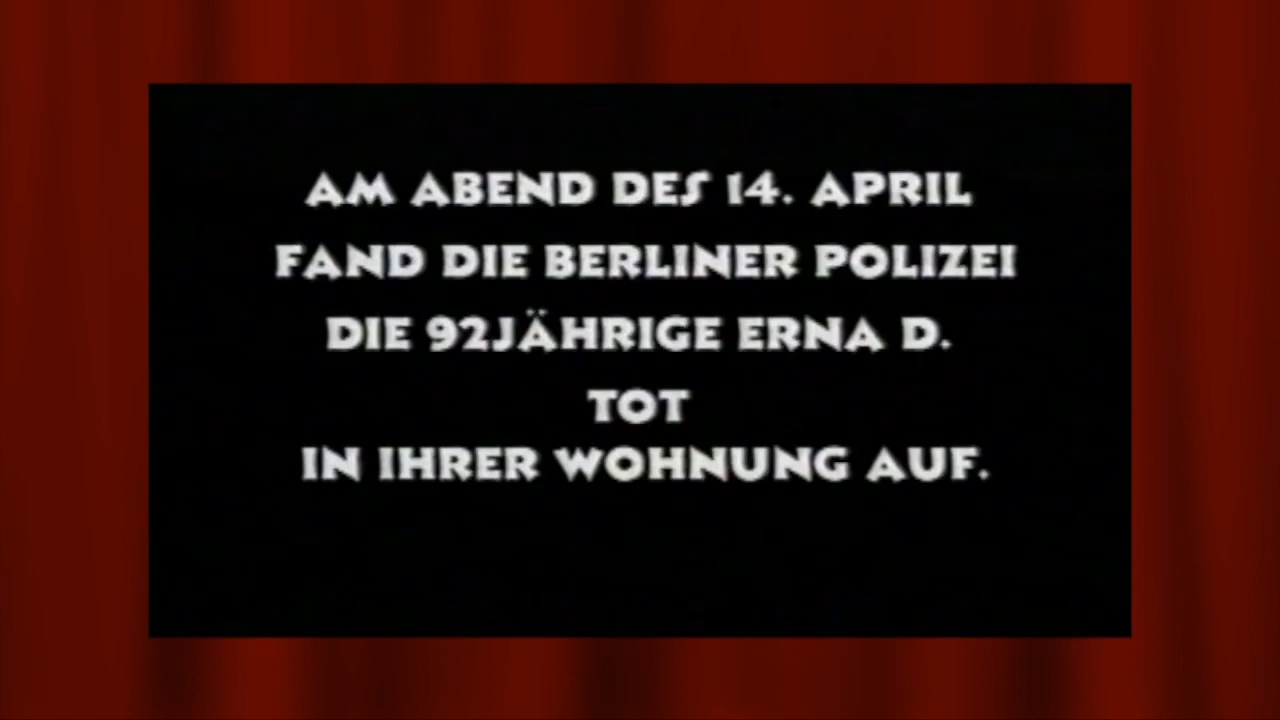 AM ABEND DES 14. APRIL
FAND DIE BERLINER POLIZEI
DIE 92JÄHRIGE ERNA D.
TOT
IN IHRER WOHNUNG AUF.